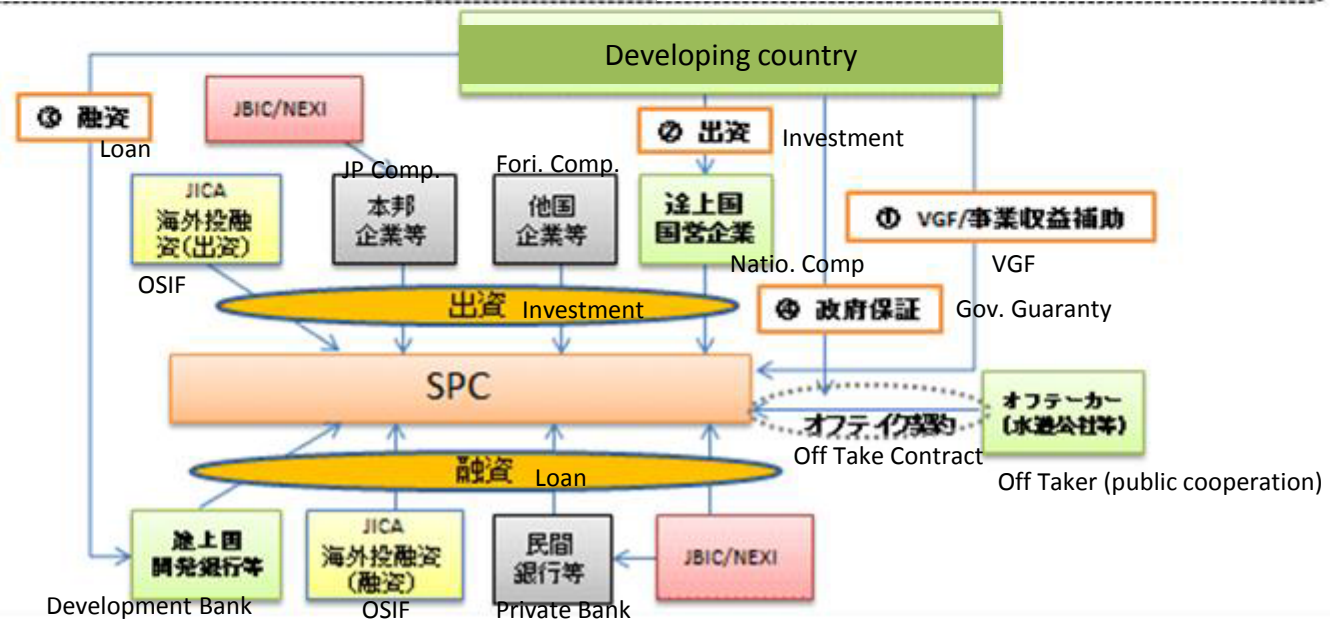 Developing country
③ 融資
Loan
JBIC/NEXI
② 出資
Investment
JP Comp.
Fori. Comp.
JICA
海外投融
資(出資)
OSIF
本邦
企業等
他国
企業等
途上国
国営企業
Natio. Comp
① VGF/事業収益補助
VGF
出資 Investment
④ 政府保証
Gov. Guaranty
SPC
オフテイク契約
Off Take Contract
オフテーカー
(水道公社等)
Off Taker (public cooperation)
融資 Loan
途上国
開発銀行等
Development Bank
JICA
海外投融資
(融資)
OSIF
民間
銀行等
Private Bank
JBIC/NEXI